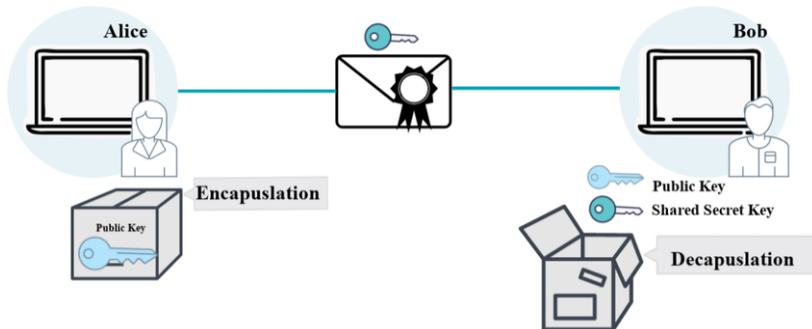 Alice
Bob
Encapuslation
Public Key
Public Key
Shared Secret Key
Decapuslation